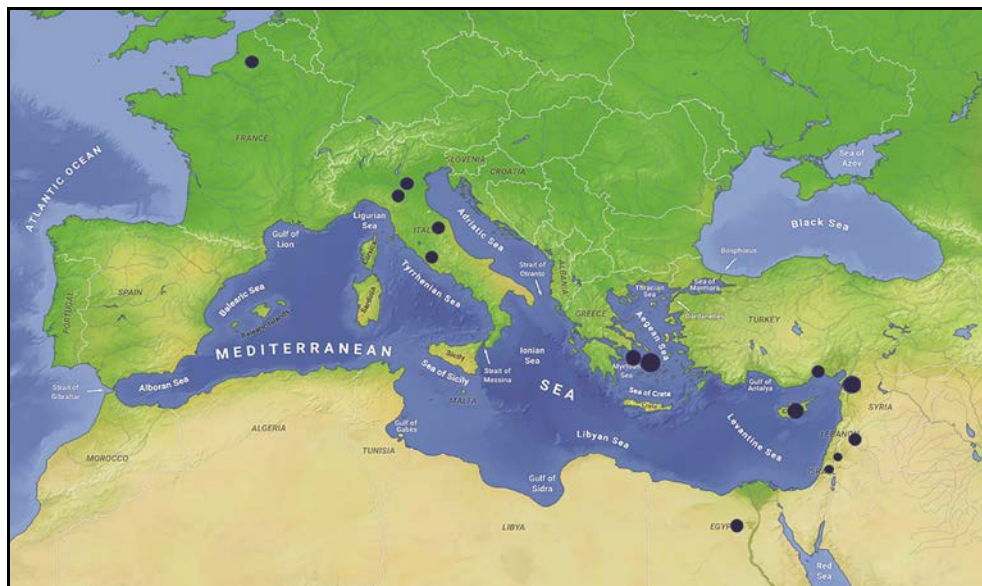 ATLANTIC OCEAN
FRANCE
SLOVENIA
CROATIA
Sea of
Azov
Black Sea
Bosphorus
Ligurian
Sea
Adriatic Sea
Gulf of
Lion
Strait of
Otranto
ALBANIA
Thracian
Sea
Sea of
Marmara
Dardanelles
PORTUGAL
SPAIN
Balearic Sea
Balearic Islands
Sardinia
Tyrrhenian Sea
GREECE
Aegean Sea
TURKEY
MEDITERRANEAN
SEA
Sicily
Ionian
Sea
Strait of
Messina
Myrtoan
Sea
Strait of
Gibraltar
Alboran Sea
Sea of Sicily
MALTA
Sea of Crete
Crete
Gulf of
Antalya
SYRIA
Levantine Sea
LEBANON
MOROCCO
ALGERIA
TUNISIA
Gulf of
Gabes
Libyan Sea
Gulf of
Sidra
LIBYA
Red
Sea